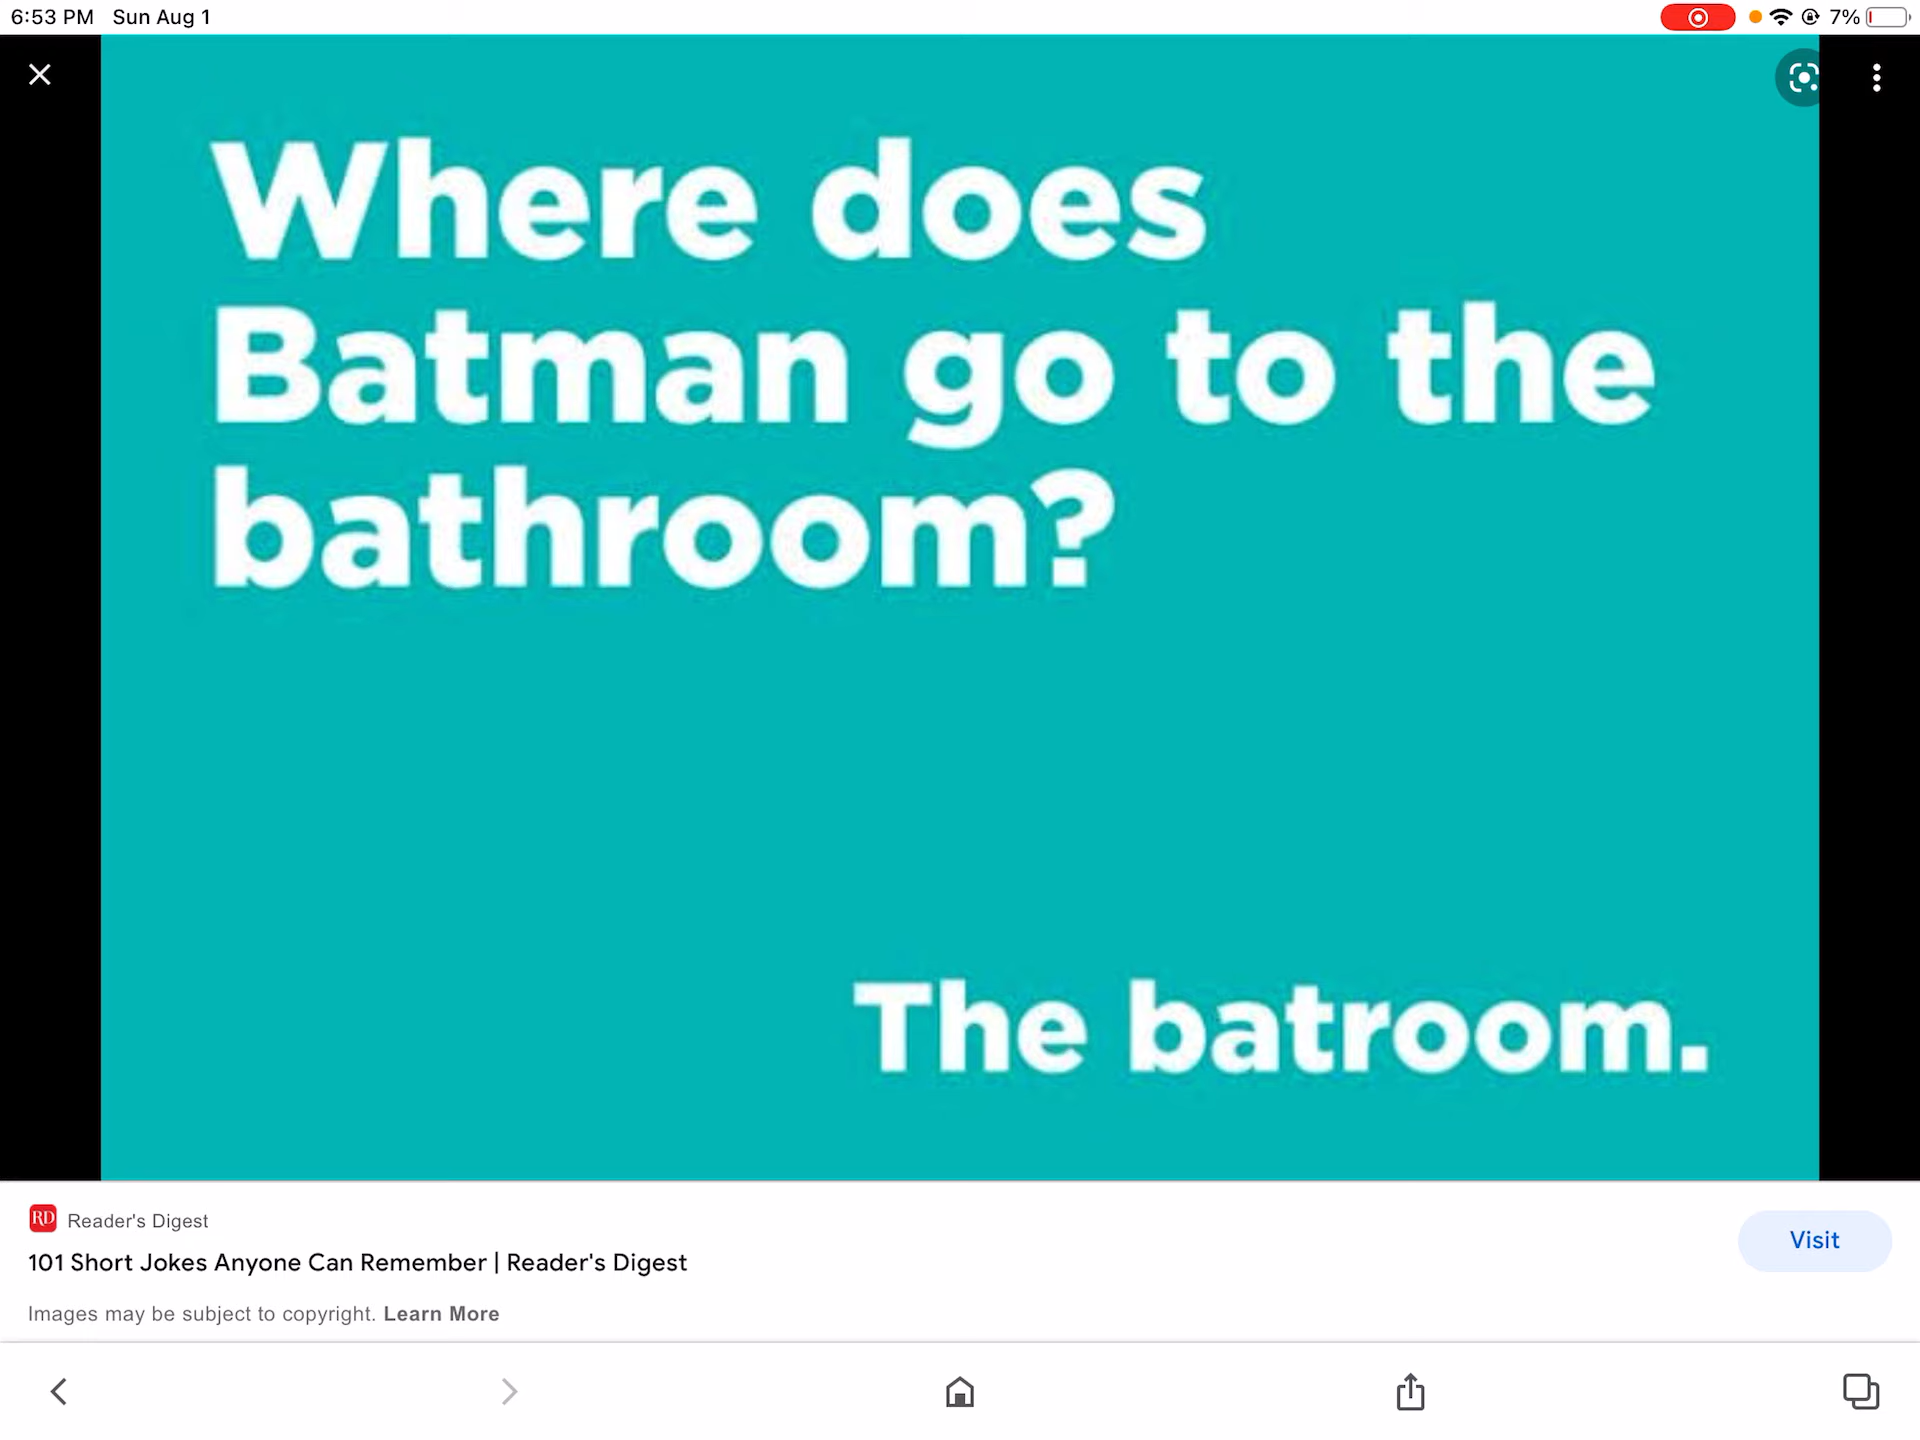 6:53 PM Sun Aug 1 7%
Where does
Batman go to the
bathroom?
The batroom.
RD Reader's Digest
101 Short Jokes Anyone Can Remember | Reader's Digest
Visit
Images may be subject to copyright. Learn More